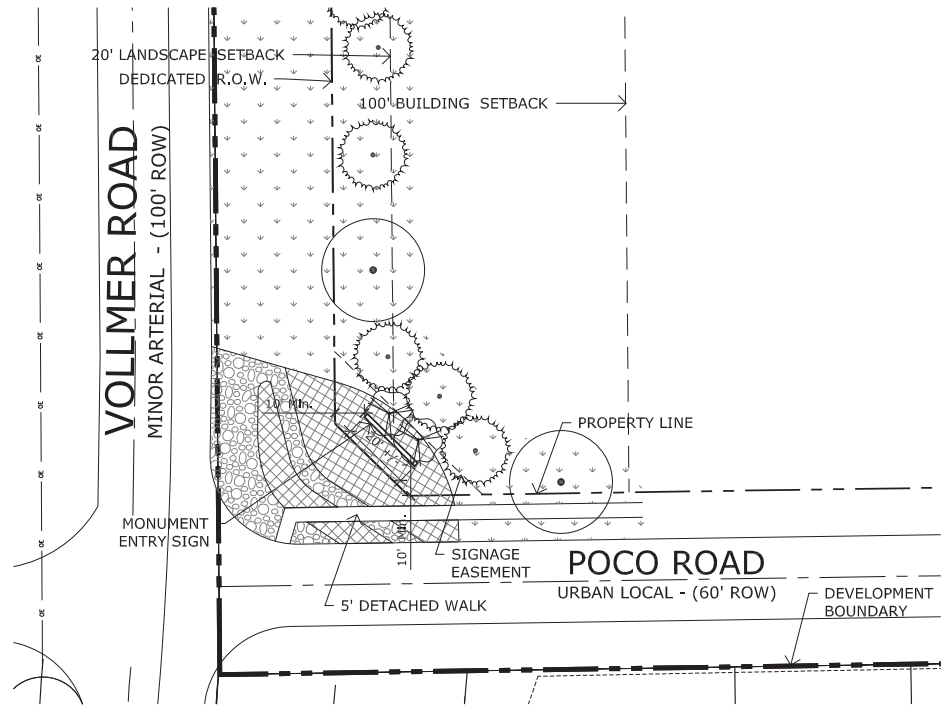 20' LANDSCAPE SETBACK
DEDICATED R.O.W.
100' BUILDING SETBACK
VOLLMER ROAD
MINOR ARTERIAL - (100' ROW)
10' Min.
20' +/-
PROPERTY LINE
MONUMENT
ENTRY SIGN
10' Min.
SIGNAGE
EASEMENT
5' DETACHED WALK
POCO ROAD
URBAN LOCAL - (60' ROW)
DEVELOPMENT
BOUNDARY